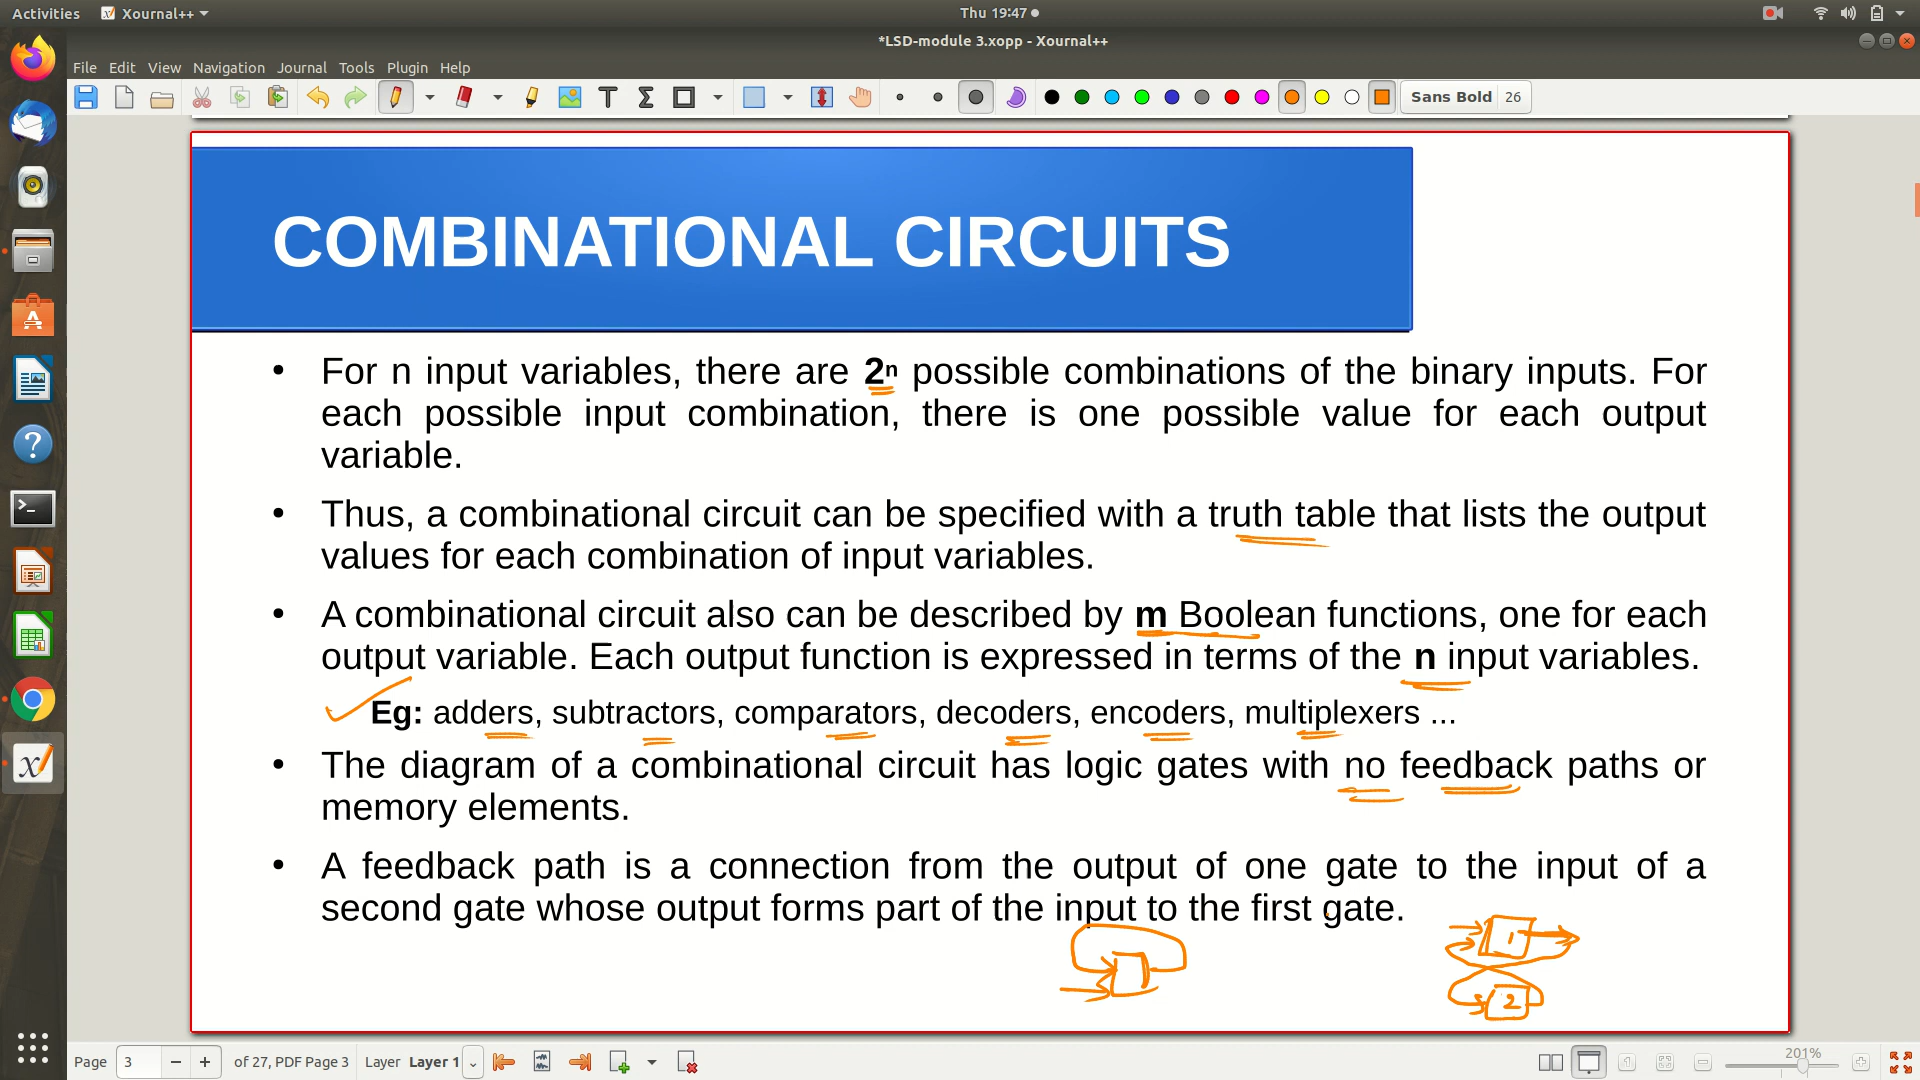 Activities Xournal++ Thu 19:47
*LSD-module 3.xopp - Xournal++
File Edit View Navigation Journal Tools Plugin Help
Sans Bold 26
COMBINATIONAL CIRCUITS
• For n input variables, there are 2ⁿ possible combinations of the binary inputs. For
each possible input combination, there is one possible value for each output
variable.
• Thus, a combinational circuit can be specified with a truth table that lists the output
values for each combination of input variables.
• A combinational circuit also can be described by m Boolean functions, one for each
output variable. Each output function is expressed in terms of the n input variables.
Eg: adders, subtractors, comparators, decoders, encoders, multiplexers ...
• The diagram of a combinational circuit has logic gates with no feedback paths or
memory elements.
• A feedback path is a connection from the output of one gate to the input of a
second gate whose output forms part of the input to the first gate.
1
2
Page 3 of 27, PDF Page 3 Layer Layer 1 201%